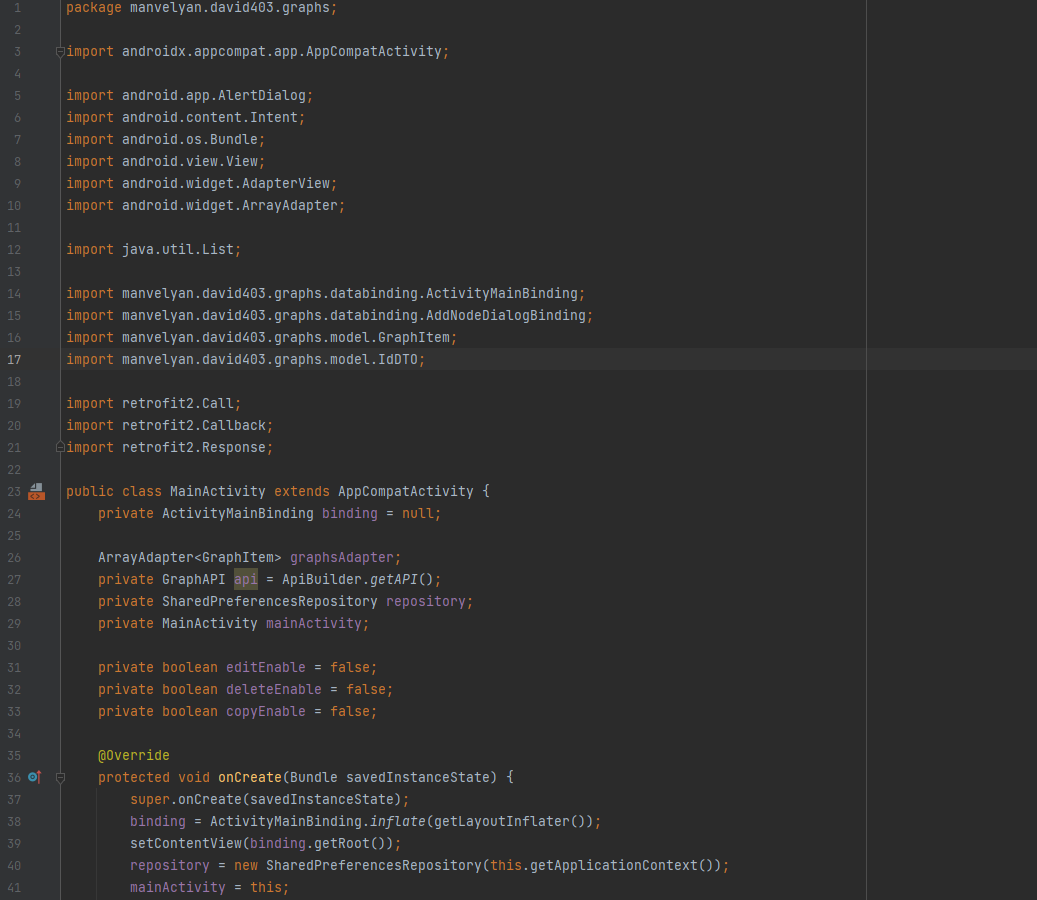 1 package manvelyan.david403.graphs;
2
3 import androidx.appcompat.app.AppCompatActivity;
4
5 import android.app.AlertDialog;
6 import android.content.Intent;
7 import android.os.Bundle;
8 import android.view.View;
9 import android.widget.AdapterView;
10 import android.widget.ArrayAdapter;
11
12 import java.util.List;
13
14 import manvelyan.david403.graphs.databinding.ActivityMainBinding;
15 import manvelyan.david403.graphs.databinding.AddNodeDialogBinding;
16 import manvelyan.david403.graphs.model.GraphItem;
17 import manvelyan.david403.graphs.model.IdDTO;
18
19 import retrofit2.Call;
20 import retrofit2.Callback;
21 import retrofit2.Response;
22
23 public class MainActivity extends AppCompatActivity {
24     private ActivityMainBinding binding = null;
25
26     ArrayAdapter<GraphItem> graphsAdapter;
27     private GraphAPI api = ApiBuilder.getAPI();
28     private SharedPreferencesRepository repository;
29     private MainActivity mainActivity;
30
31     private boolean editEnable = false;
32     private boolean deleteEnable = false;
33     private boolean copyEnable = false;
34
35     @Override
36     protected void onCreate(Bundle savedInstanceState) {
37         super.onCreate(savedInstanceState);
38         binding = ActivityMainBinding.inflate(getLayoutInflater());
39         setContentView(binding.getRoot());
40         repository = new SharedPreferencesRepository(this.getApplicationContext());
41         mainActivity = this;